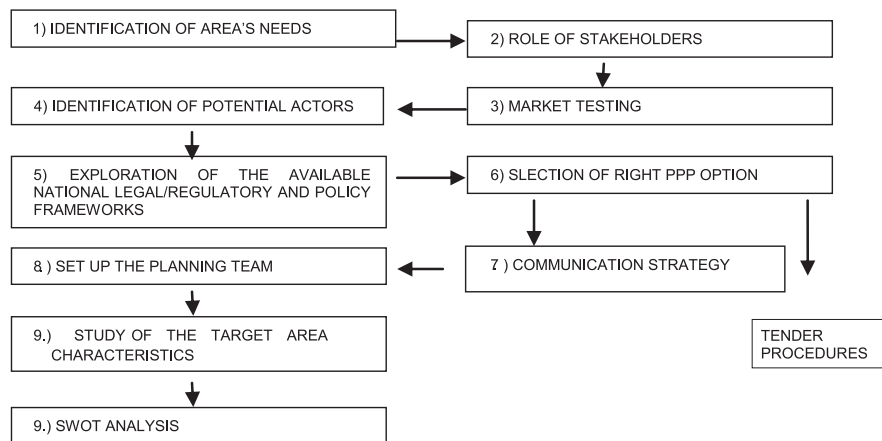 1) IDENTIFICATION OF AREA'S NEEDS
2) ROLE OF STAKEHOLDERS
3) MARKET TESTING
4) IDENTIFICATION OF POTENTIAL ACTORS
5) EXPLORATION OF THE AVAILABLE
NATIONAL LEGAL/REGULATORY AND POLICY
FRAMEWORKS
6) SLECTION OF RIGHT PPP OPTION
7 ) COMMUNICATION STRATEGY
8.) SET UP THE PLANNING TEAM
9.) STUDY OF THE TARGET AREA
CHARACTERISTICS
TENDER
PROCEDURES
9.) SWOT ANALYSIS